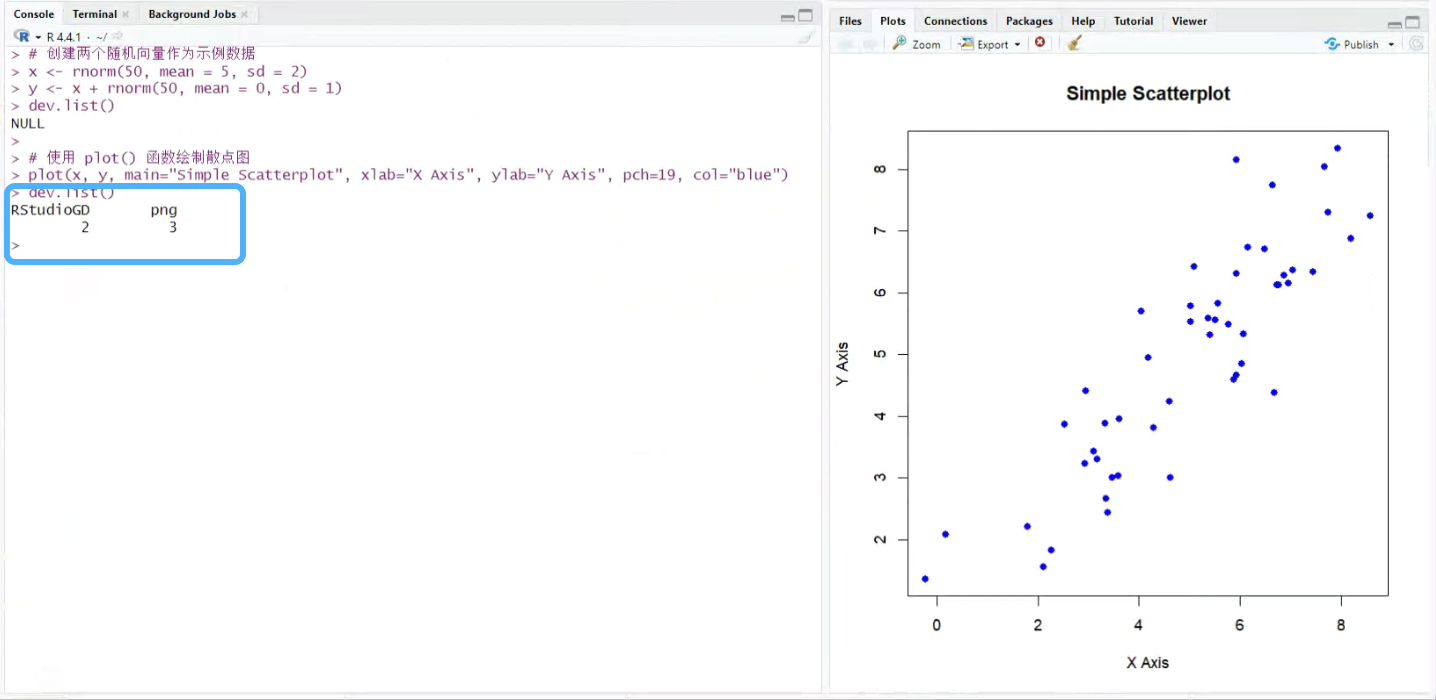 Console Terminal Background Jobs
R R 4.4.1 · ~/
> # 创建两个随机向量作为示例数据
> x <- rnorm(50, mean = 5, sd = 2)
> y <- x + rnorm(50, mean = 0, sd = 1)
> dev.list()
NULL
>
> # 使用 plot() 函数绘制散点图
> plot(x, y, main="Simple Scatterplot", xlab="X Axis", ylab="Y Axis", pch=19, col="blue")
> dev.list()
RStudioGD png
2 3
>
Files Plots Connections Packages Help Tutorial Viewer
Zoom Export Publish
Simple Scatterplot
8
7
6
5
4
3
2
Y Axis
0 2 4 6 8
X Axis